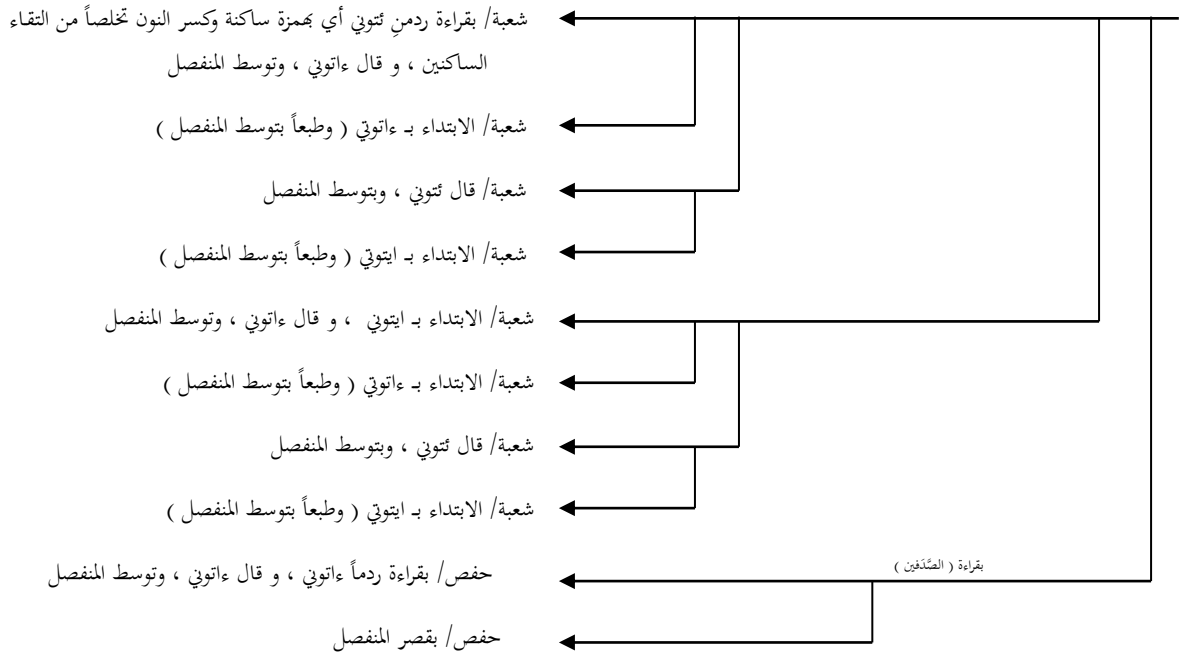 شعبة/ بقراءة ردمنِ ئتوني أي بهمزة ساكنة وكسر النون تخلصاً من التقاء
الساكنين ، و قال ءاتوني ، وتوسط المنفصل
شعبة/ الابتداء بـ ءاتوني ( وطبعاً بتوسط المنفصل )
شعبة/ قال ئتوني ، وبتوسط المنفصل
شعبة/ الابتداء بـ ايتوني ( وطبعاً بتوسط المنفصل )
شعبة/ الابتداء بـ ايتوني ، و قال ءاتوني ، وتوسط المنفصل
شعبة/ الابتداء بـ ءاتوني ( وطبعاً بتوسط المنفصل )
شعبة/ قال ئتوني ، وبتوسط المنفصل
شعبة/ الابتداء بـ ايتوني ( وطبعاً بتوسط المنفصل )
بقراءة ( الصَّدَفين )
حفص/ بقراءة ردماً ءاتوني ، و قال ءاتوني ، وتوسط المنفصل
حفص/ بقصر المنفصل